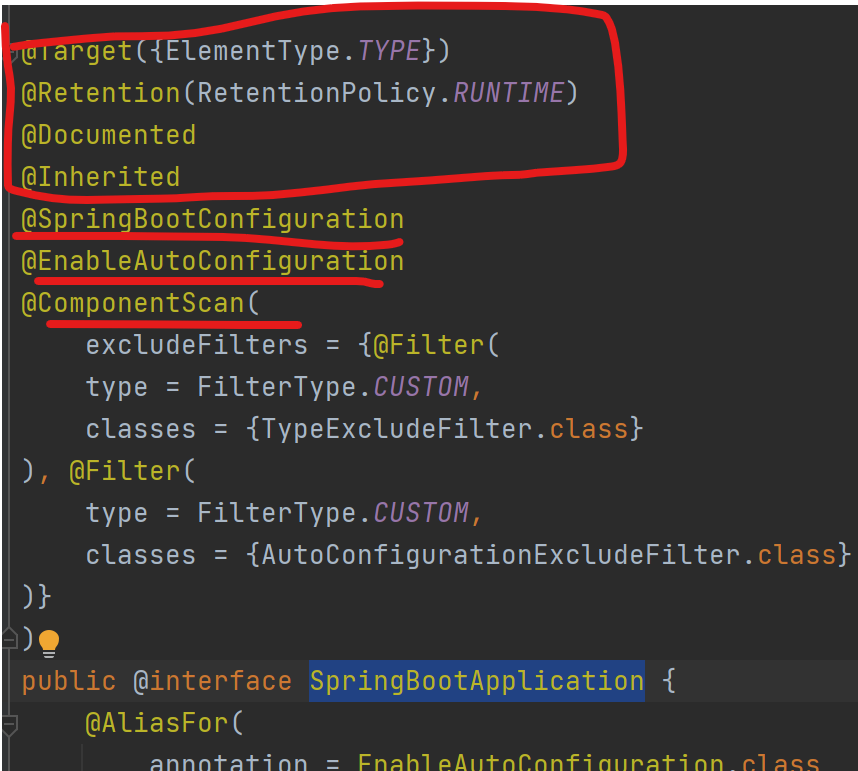 @Target({ElementType.TYPE})
@Retention(RetentionPolicy.RUNTIME)
@Documented
@Inherited
@SpringBootConfiguration
@EnableAutoConfiguration
@ComponentScan(
excludeFilters = {@Filter(
type = FilterType.CUSTOM,
classes = {TypeExcludeFilter.class}
), @Filter(
type = FilterType.CUSTOM,
classes = {AutoConfigurationExcludeFilter.class}
)}
)
public @interface SpringBootApplication {
@AliasFor(
annotation = EnableAutoConfiguration.class